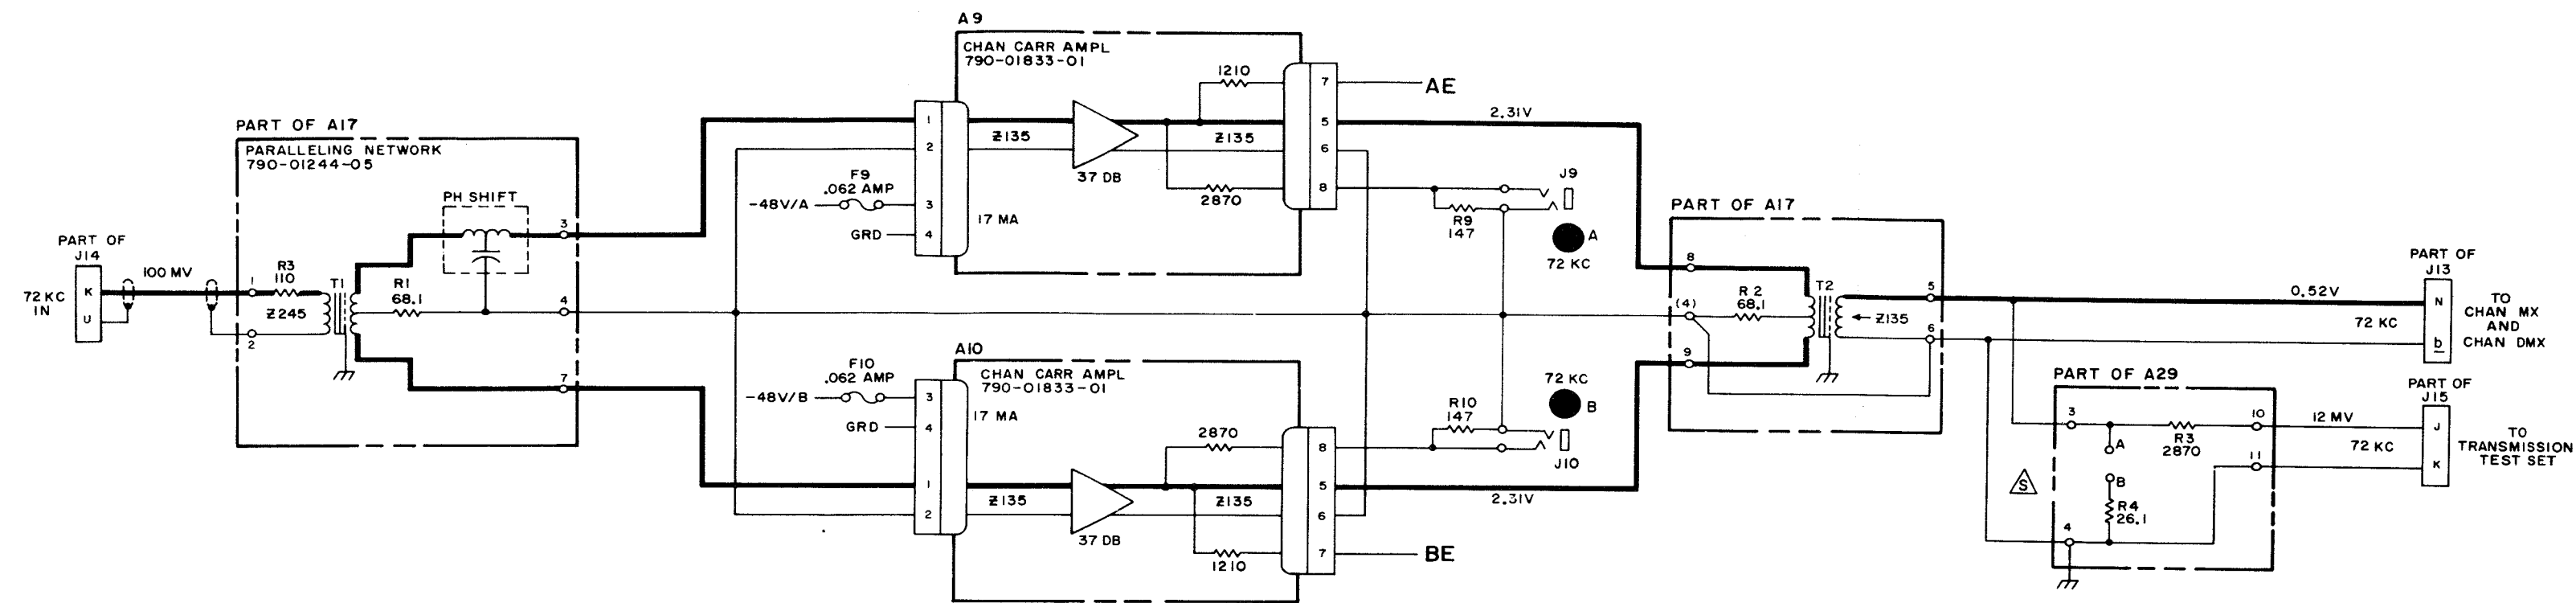 PART OF J14
72 KC IN
K
U
100 MV
PART OF A17
PARALLELING NETWORK
790-01244-05
1
2
R3
110
Z245
T1
R1
68.1
PH SHIFT
3
4
7
A9
CHAN CARR AMPL
790-01833-01
1
2
3
4
F9
.062 AMP
-48V/A
GRD
17 MA
Z135
37 DB
Z135
1210
2870
7
5
6
8
AE
2.31V
R9
147
J9
A
72 KC
A10
CHAN CARR AMPL
790-01833-01
F10
.062 AMP
-48V/B
GRD
3
4
1
2
17 MA
Z135
37 DB
Z135
2870
1210
8
5
6
7
BE
2.31V
R10
147
J10
72 KC
B
PART OF A17
8
(4)
9
R2
68.1
T2
Z135
5
6
0.52V
72 KC
PART OF
J13
N
b
TO
CHAN MX
AND
CHAN DMX
PART OF A29
3
4
A
B
R3
2870
R4
26.1
10
11
S
12 MV
72 KC
PART OF
J15
J
K
TO
TRANSMISSION
TEST SET